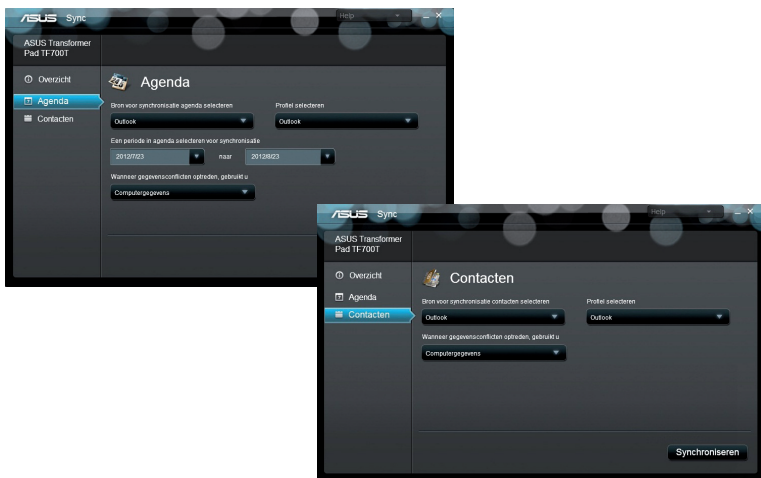 ASUS Sync
Help
ASUS Transformer
Pad TF700T
Overzicht
Agenda
Contacten
Agenda
Bron voor synchronisatie agenda selecteren
Profiel selecteren
Outlook
Outlook
Een periode in agenda selecteren voor synchronisatie
2012/7/23
naar
2012/8/23
Wanneer gegevensconflicten optreden, gebruikt u
Computergegevens
ASUS Sync
Help
ASUS Transformer
Pad TF700T
Overzicht
Agenda
Contacten
Contacten
Bron voor synchronisatie contacten selecteren
Profiel selecteren
Outlook
Outlook
Wanneer gegevensconflicten optreden, gebruikt u
Computergegevens
Synchroniseren